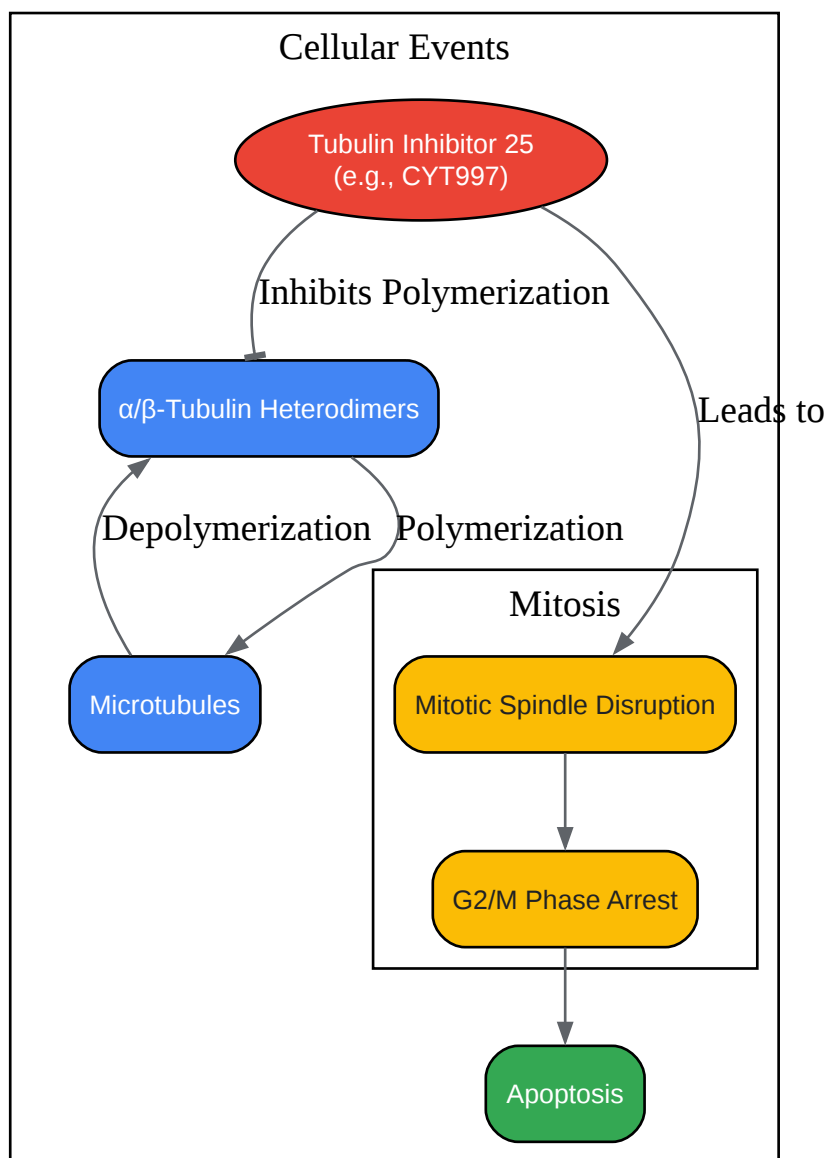 Cellular Events
Tubulin Inhibitor 25
(e.g., CYT997)
Inhibits Polymerization
α/β-Tubulin Heterodimers
Leads to
Depolymerization
Polymerization
Mitosis
Microtubules
Mitotic Spindle Disruption
G2/M Phase Arrest
Apoptosis